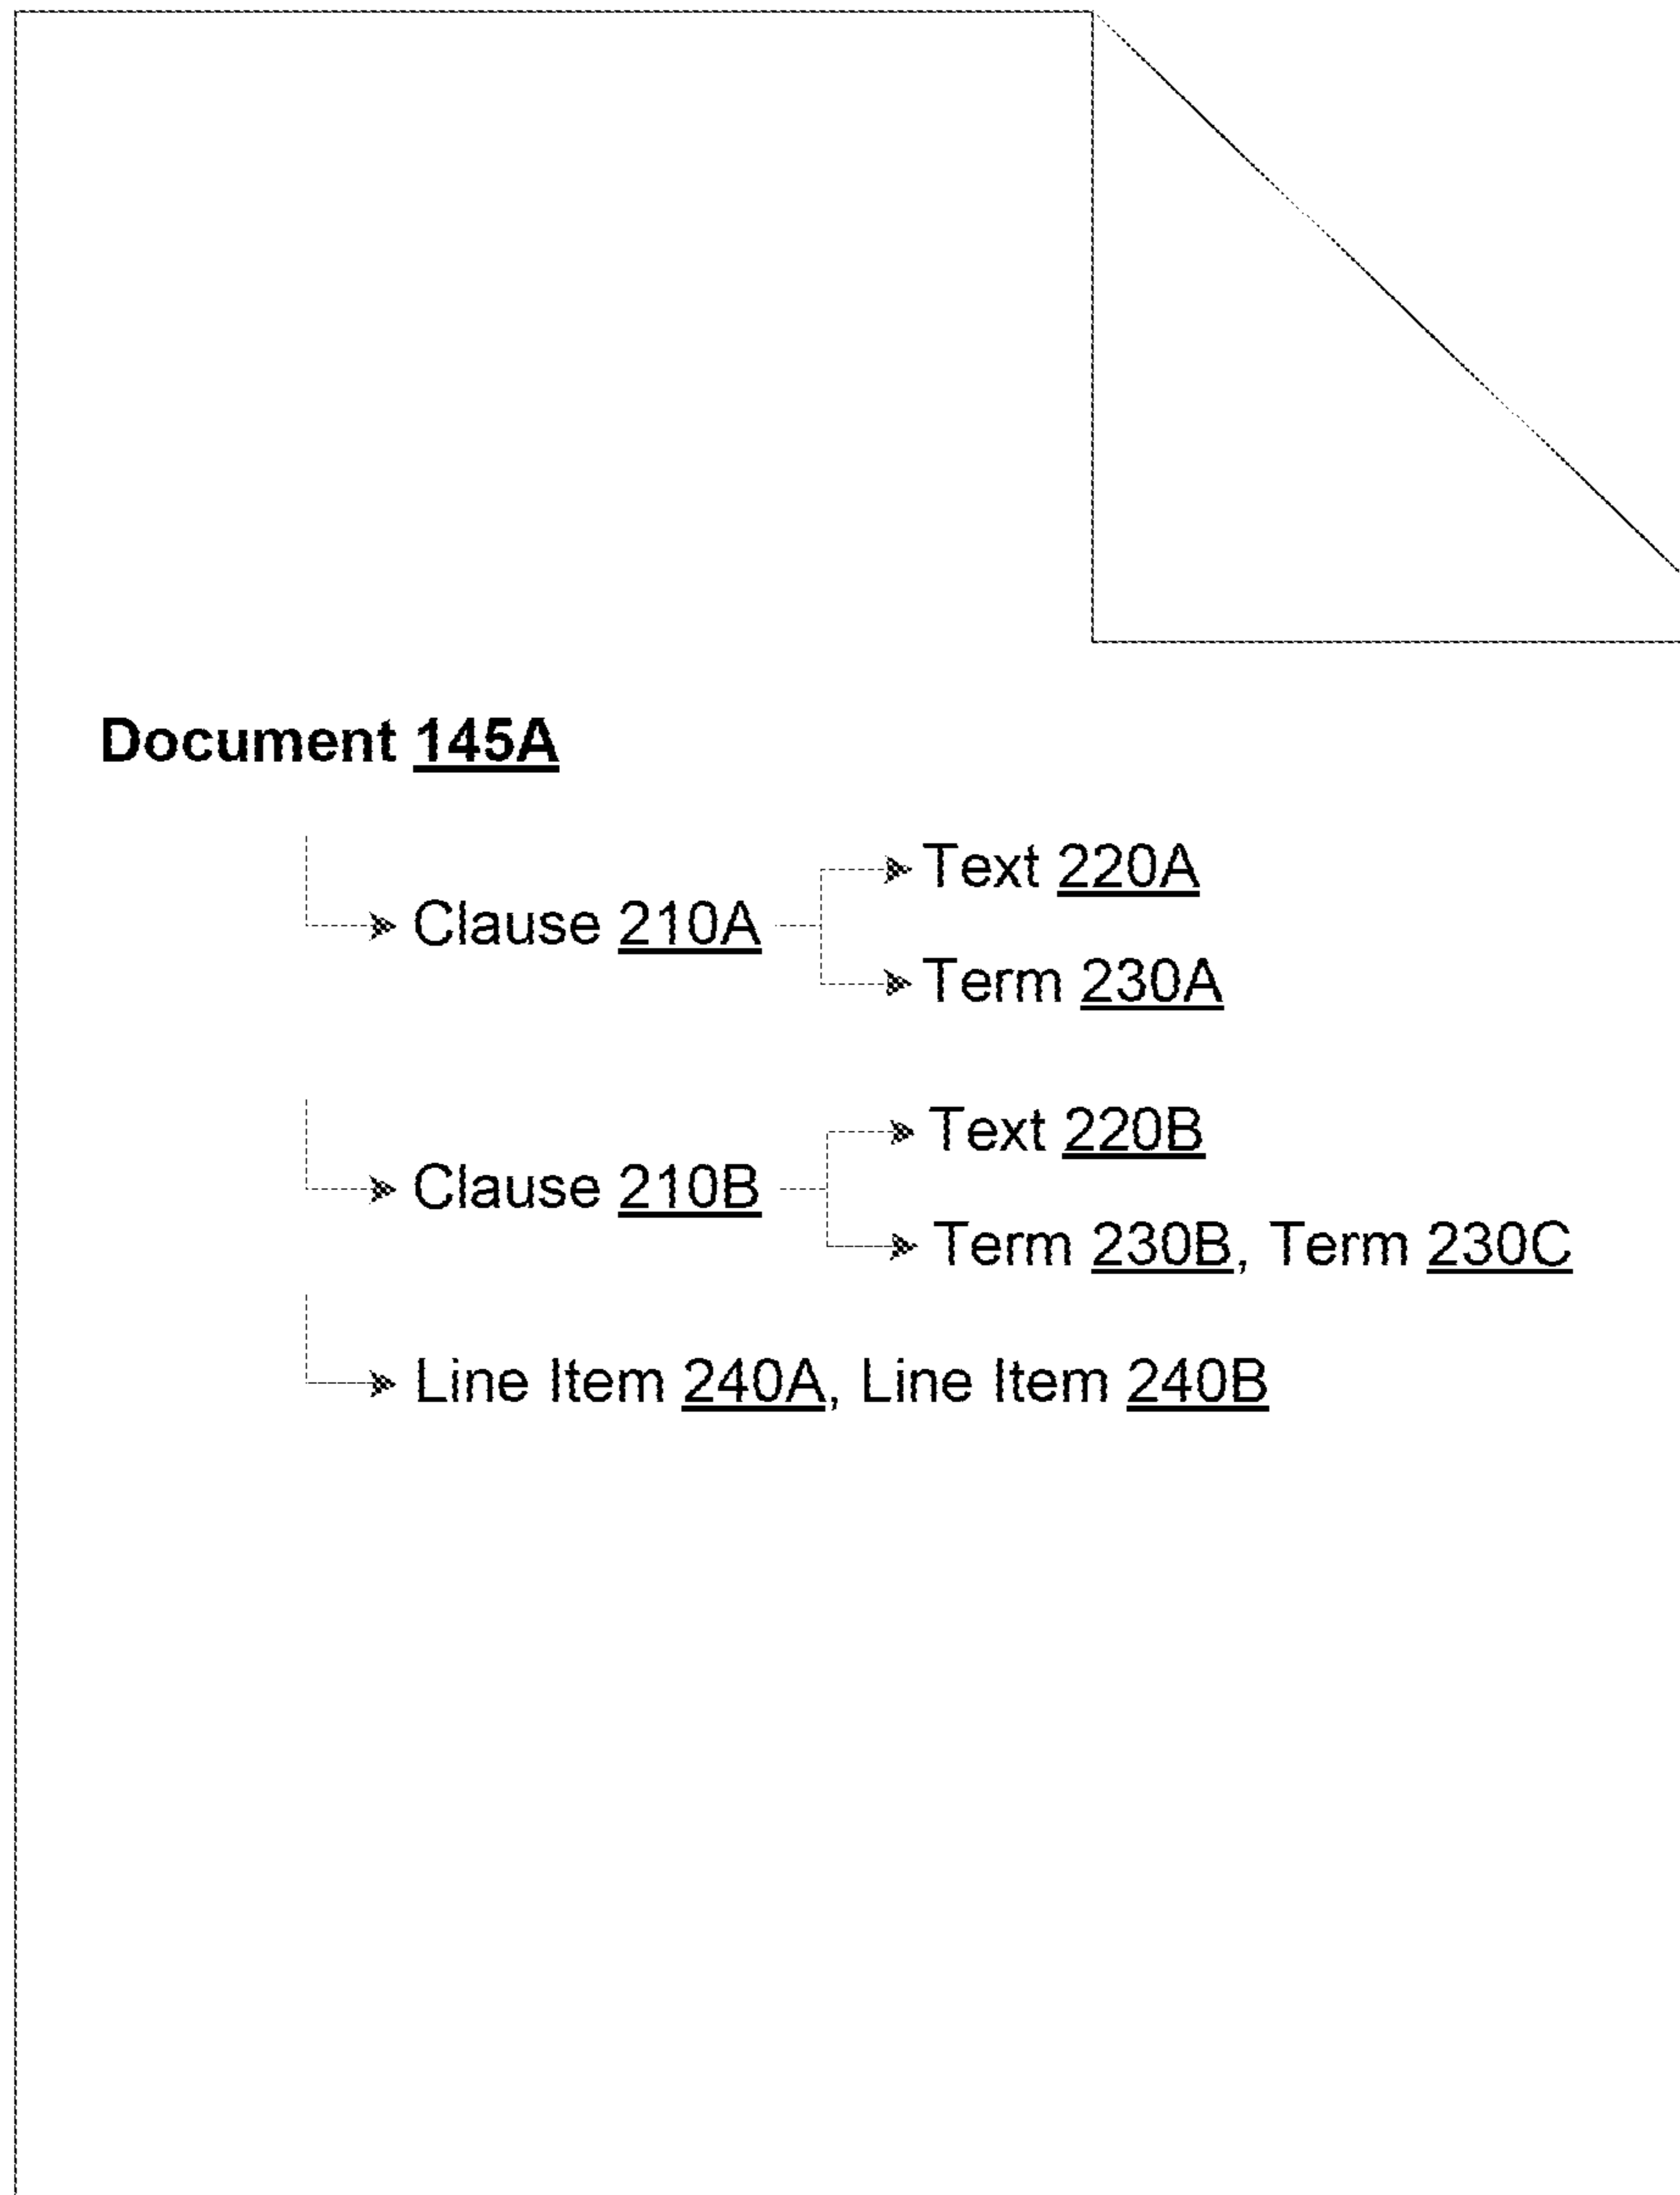 Document 145A
Text 220A
Clause 210A
Term 230A
Text 220B
Clause 210B
Term 230B, Term 230C
Line Item 240A, Line Item 240B